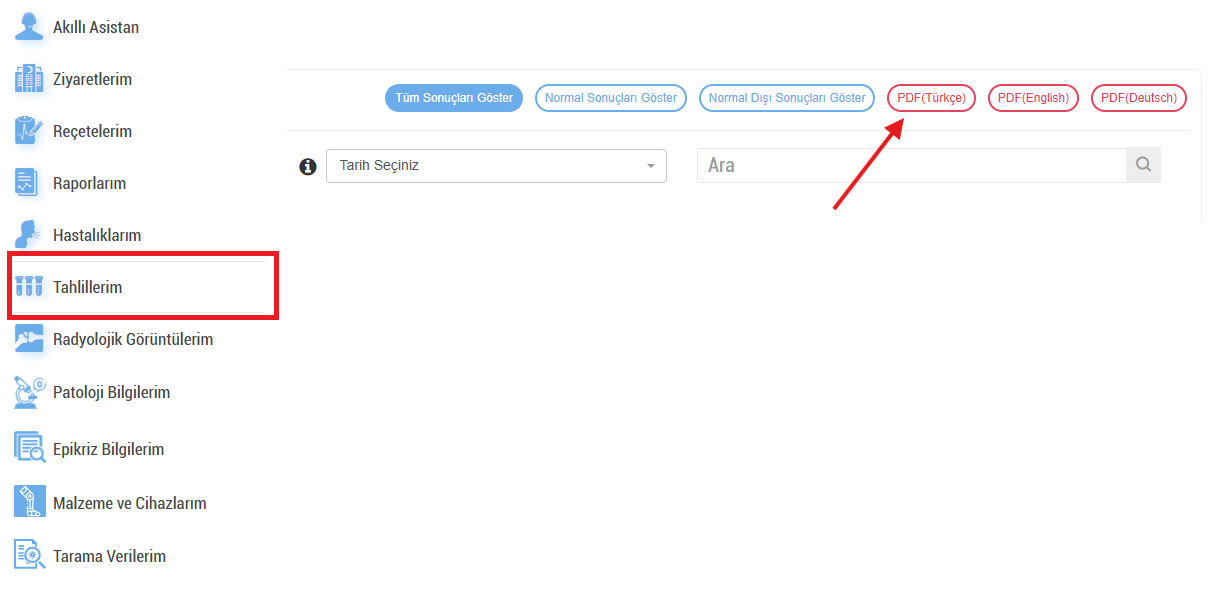 Akıllı Asistan
Ziyaretlerim
Reçetelerim
Raporlarım
Hastalıklarım
Tahlillerim
Radyolojik Görüntülerim
Patoloji Bilgilerim
Epikriz Bilgilerim
Malzeme ve Cihazlarım
Tarama Verilerim
Tüm Sonuçları Göster
Normal Sonuçları Göster
Normal Dışı Sonuçları Göster
PDF(Türkçe)
PDF(English)
PDF(Deutsch)
Tarih Seçiniz
Ara